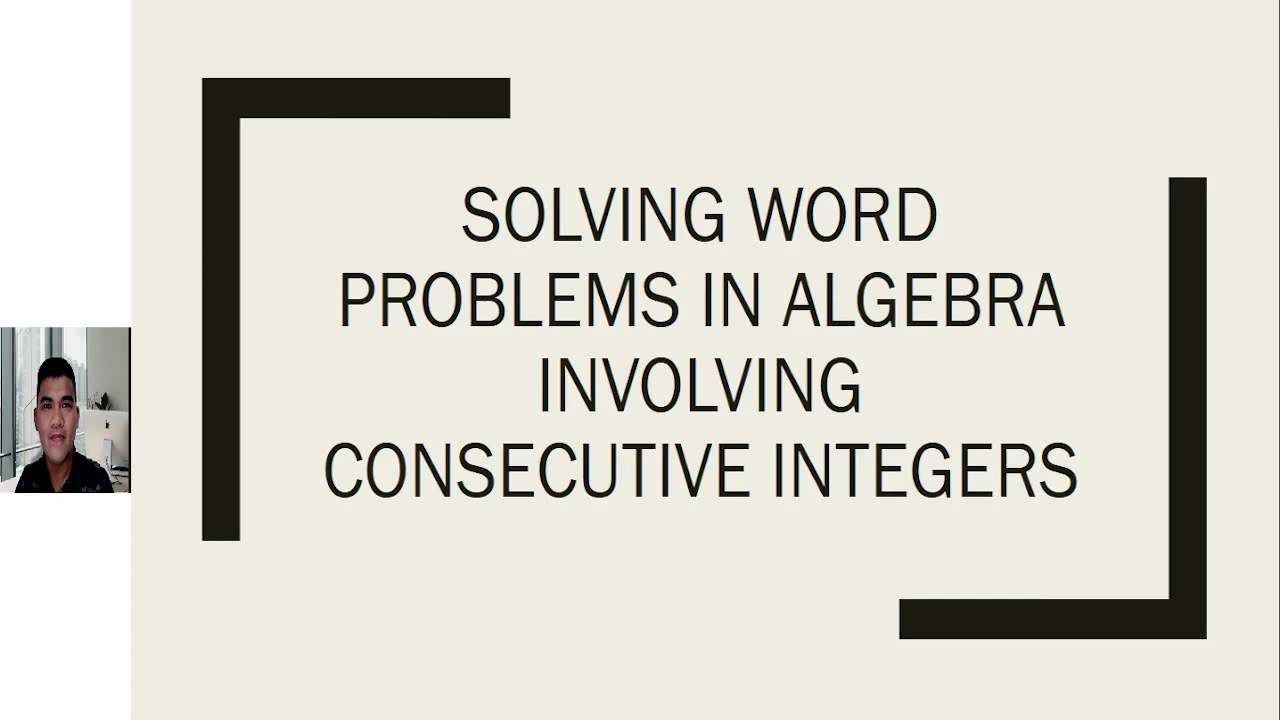 SOLVING WORD
PROBLEMS IN ALGEBRA
INVOLVING
CONSECUTIVE INTEGERS